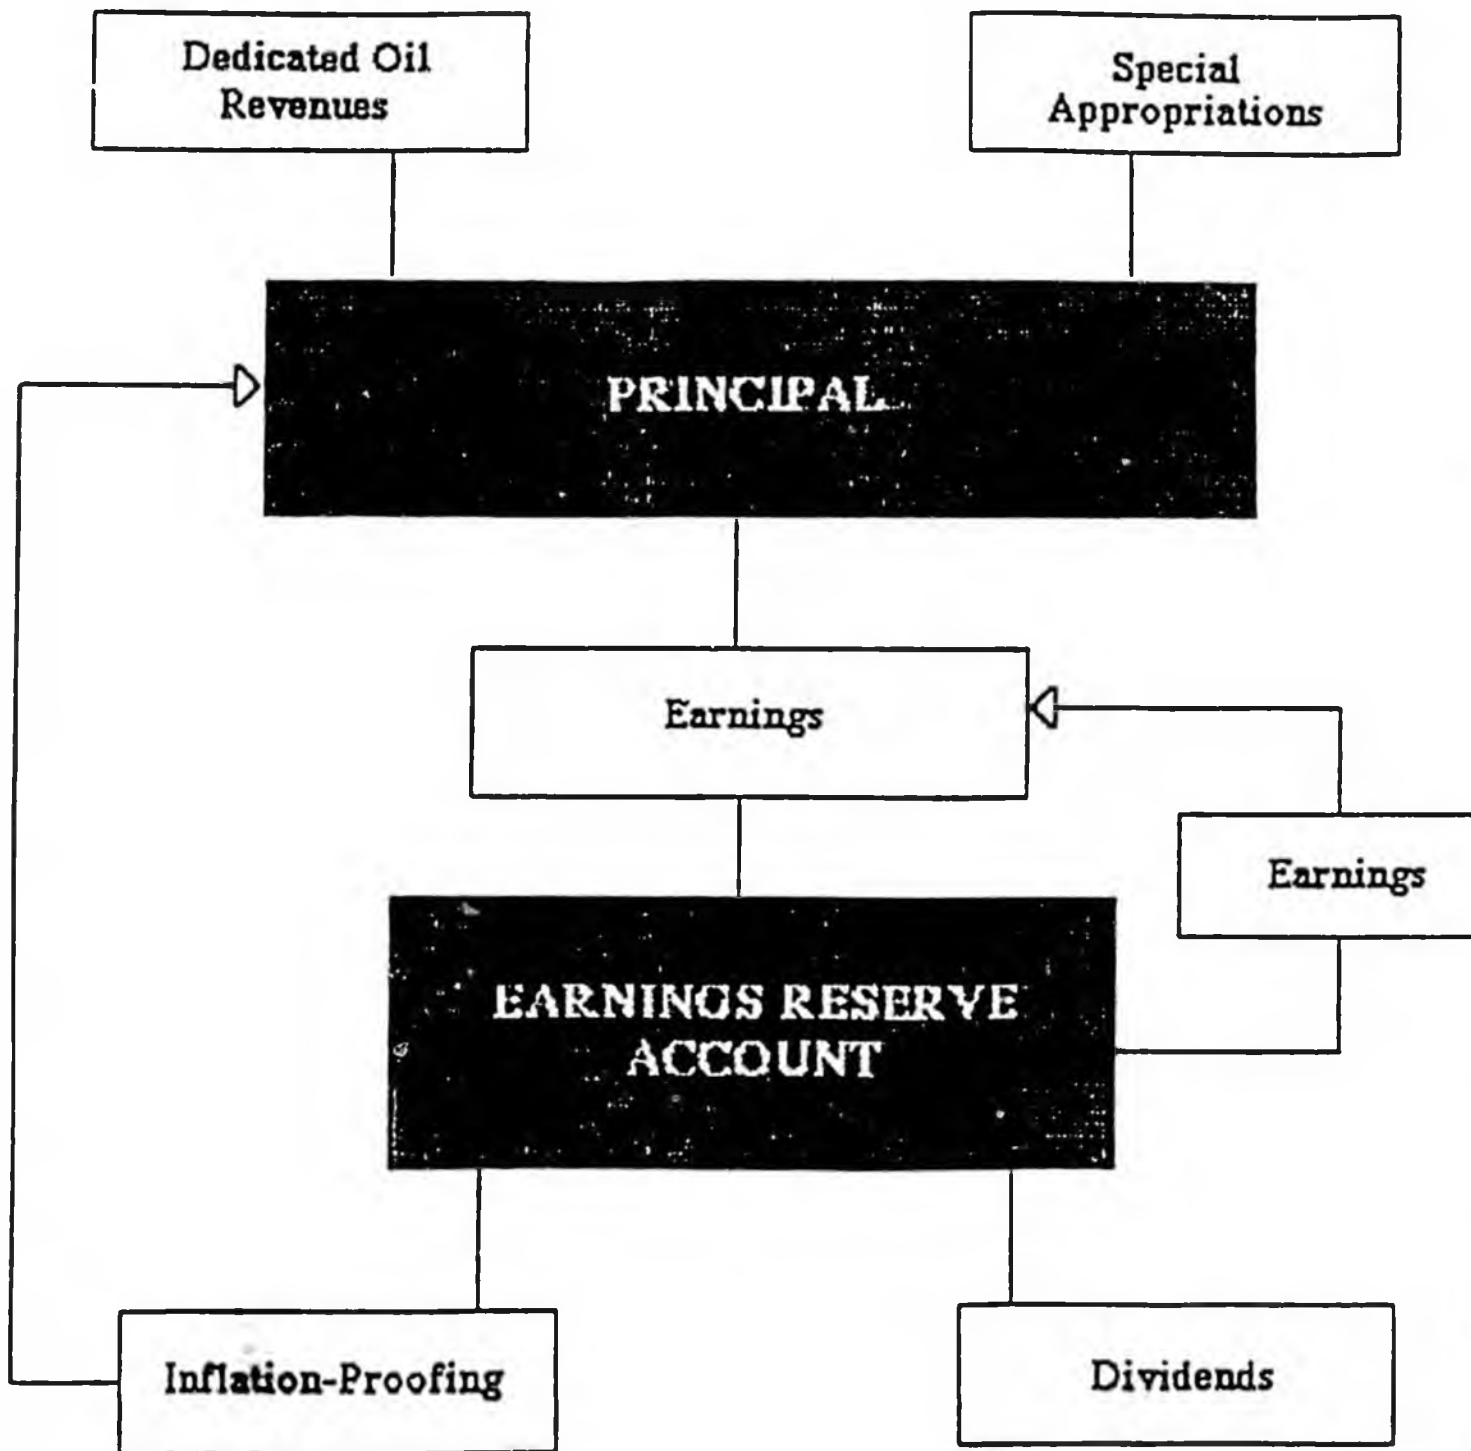 Dedicated Oil
Revenues
Special
Appropriations
PRINCIPAL
Earnings
Earnings
EARNINGS RESERVE
ACCOUNT
Inflation-Proofing
Dividends